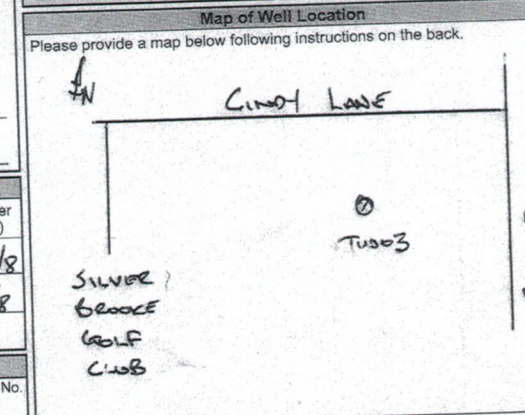 Map of Well Location
Please provide a map below following instructions on the back.
N
CINDY LANE
TW03
SILVER
BROOKE
GOLF
CLUB
er
)
/8
8
No.